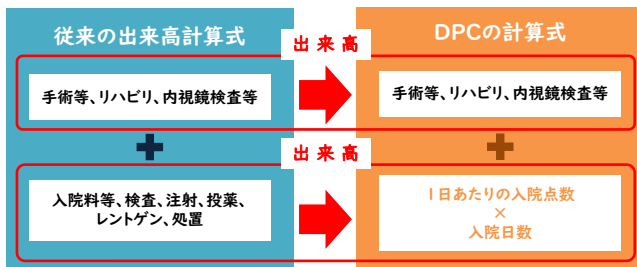 従来の出来高計算式
出来高
DPCの計算式
手術等、リハビリ、内視鏡検査等
手術等、リハビリ、内視鏡検査等
+
+
出来高
入院料等、検査、注射、投薬、
レントゲン、処置
1日あたりの入院点数
×
入院日数